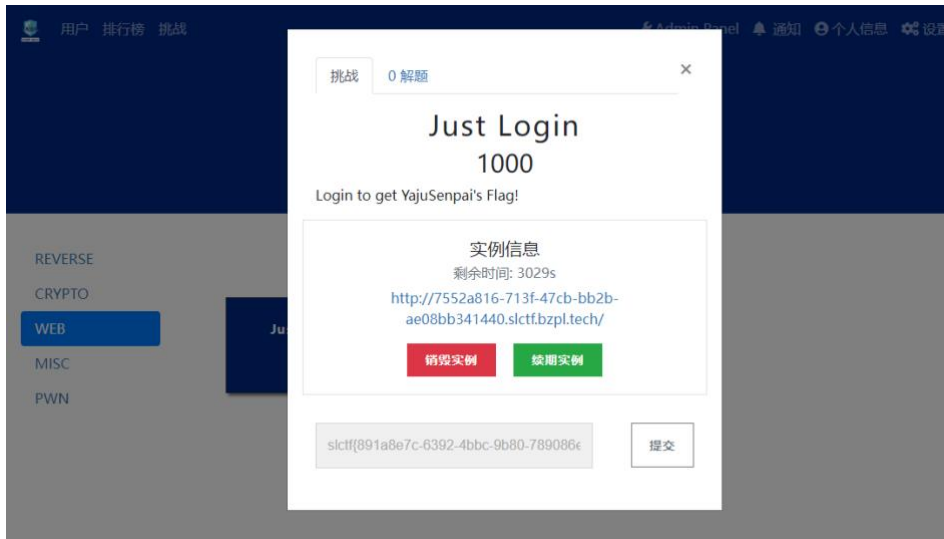 用户 排行榜 挑战 Admin Panel 通知 个人信息 设置
挑战 0 解题 ×
Just Login
1000
Login to get YajuSenpai's Flag!
实例信息
剩余时间: 3029s
http://7552a816-713f-47cb-bb2b-
ae08bb341440.slctf.bzpl.tech/
销毁实例 续期实例
slctf{891a8e7c-6392-4bbc-9b80-789086e
提交
REVERSE
CRYPTO
WEB
Ju
MISC
PWN